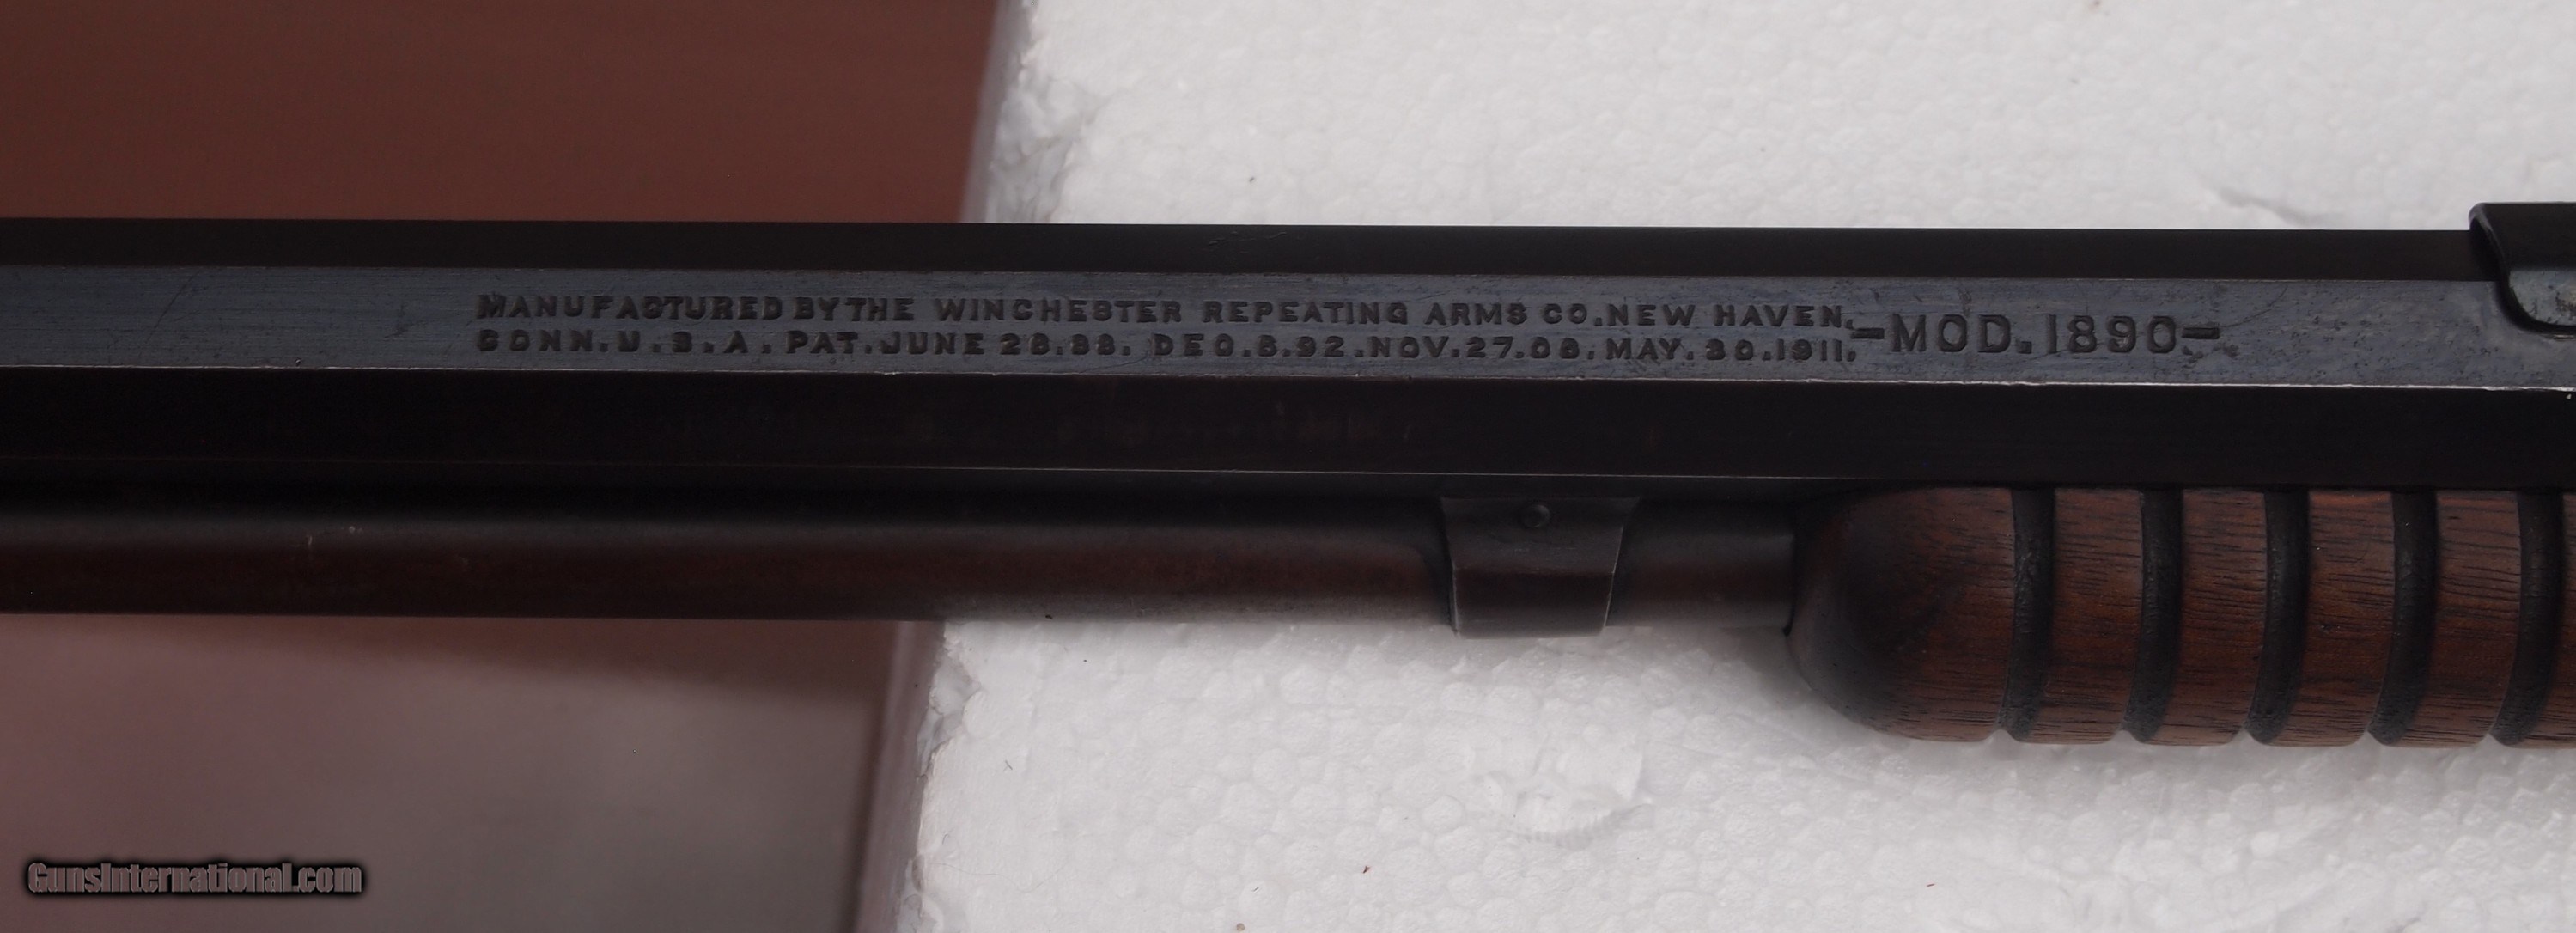 MANUFACTURED BY THE WINCHESTER REPEATING ARMS CO. NEW HAVEN,
CONN. U.S.A. PAT. JUNE 28.88. DEC. 6.92. NOV. 27.06. MAY. 30.1911.
-MOD. 1890-
GunsInternational.com